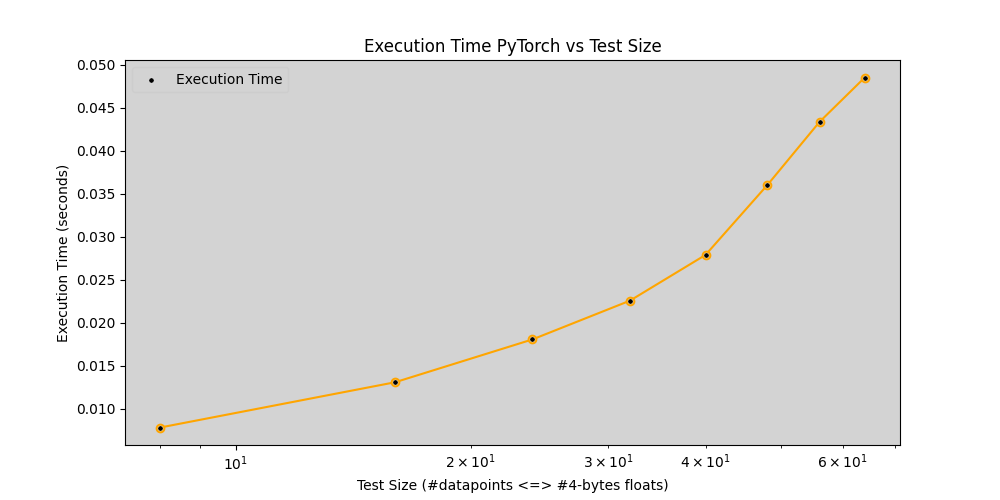 Execution Time PyTorch vs Test Size
Execution Time
0.050
0.045
0.040
0.035
0.030
0.025
0.020
0.015
0.010
Execution Time (seconds)
10¹
2 × 10¹
3 × 10¹
4 × 10¹
6 × 10¹
Test Size (#datapoints <=> #4-bytes floats)